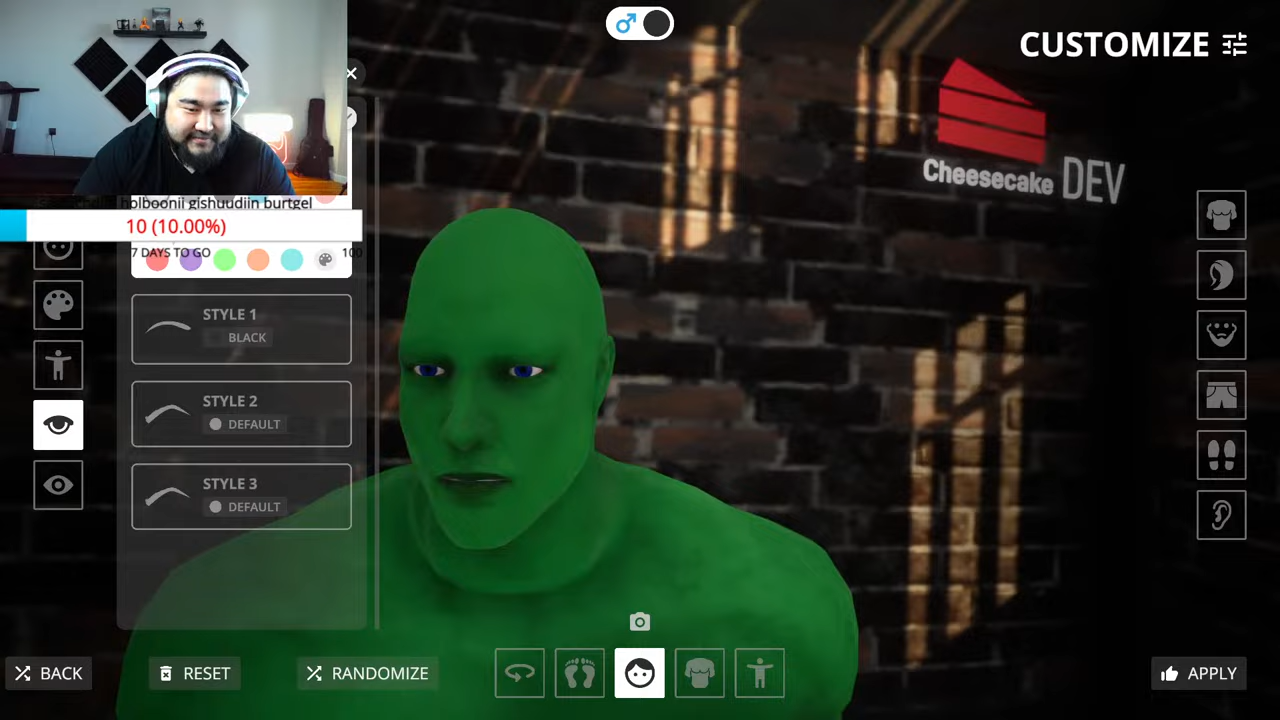 CUSTOMIZE
Cheesecake DEV
holboonii gishuudiin burtgel
10 (10.00%)
7 DAYS TO GO
100
STYLE 1
BLACK
STYLE 2
DEFAULT
STYLE 3
DEFAULT
BACK
RESET
RANDOMIZE
APPLY